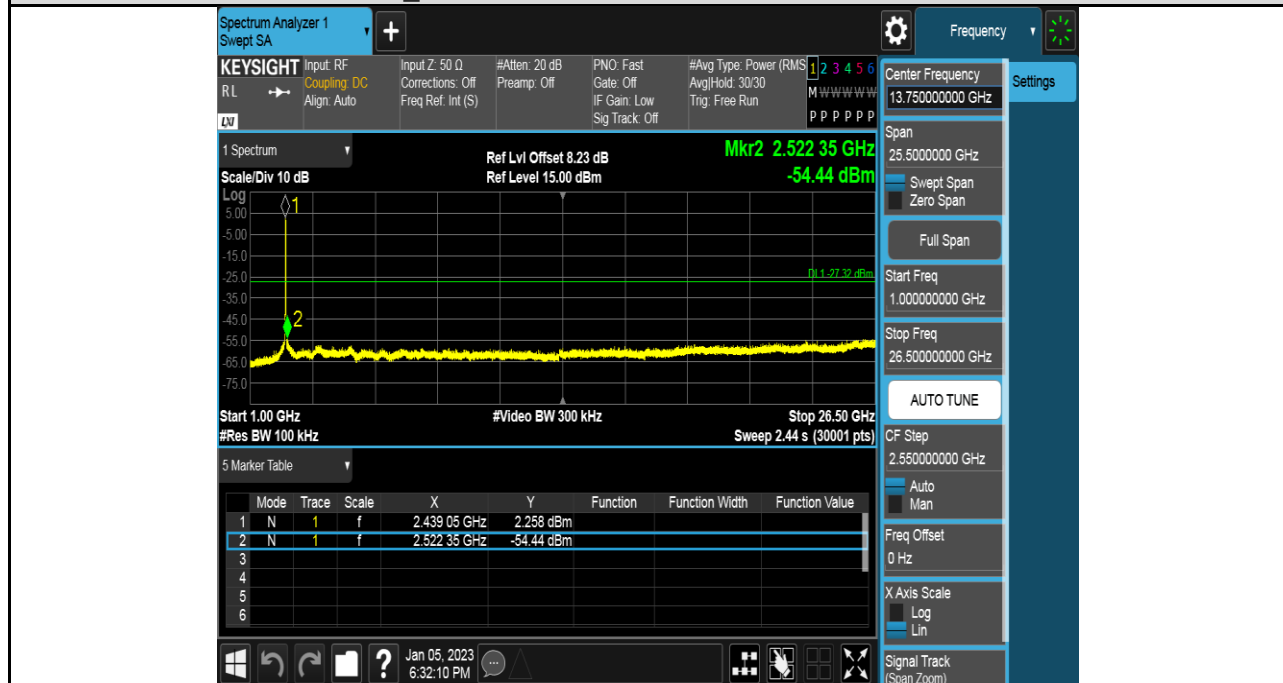 Spectrum Analyzer 1
Swept SA
+
Frequency
KEYSIGHT
RL
LXI
Input: RF
Coupling: DC
Align: Auto
Input Z: 50 Ω
Corrections: Off
Freq Ref: Int (S)
#Atten: 20 dB
Preamp: Off
PNO: Fast
Gate: Off
IF Gain: Low
Sig Track: Off
#Avg Type: Power (RMS
Avg|Hold: 30/30
Trig: Free Run
1 2 3 4 5 6
M W W W W W
P P P P P P
Center Frequency
13.750000000 GHz
Settings
Span
25.5000000 GHz
Swept Span
Zero Span
Full Span
Start Freq
1.000000000 GHz
Stop Freq
26.50000000 GHz
AUTO TUNE
CF Step
2.550000000 GHz
Auto
Man
Freq Offset
0 Hz
X Axis Scale
Log
Lin
Signal Track
(Span Zoom)
1 Spectrum
Scale/Div 10 dB
Ref Lvl Offset 8.23 dB
Ref Level 15.00 dBm
Mkr2 2.522 35 GHz
-54.44 dBm
Log
5.00
-5.00
-15.0
-25.0
-35.0
-45.0
-55.0
-65.0
-75.0
1
2
DL1 -27.32 dBm
Start 1.00 GHz
#Res BW 100 kHz
#Video BW 300 kHz
Stop 26.50 GHz
Sweep 2.44 s (30001 pts)
5 Marker Table
Mode Trace Scale X Y Function Function Width Function Value
1 N 1 f 2.439 05 GHz 2.258 dBm
2 N 1 f 2.522 35 GHz -54.44 dBm
3
4
5
6
?
Jan 05, 2023
6:32:10 PM